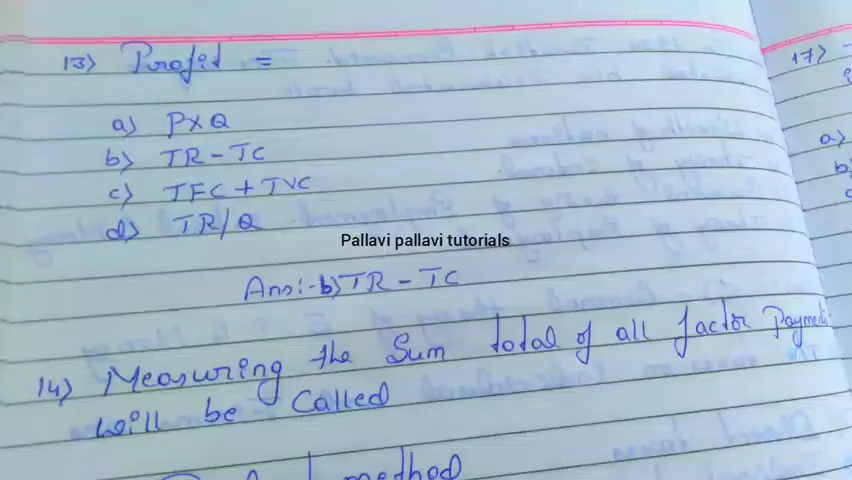 13) Profit =
a) P×Q
b) TR - TC
c) TFC + TVC
d) TR/Q
Pallavi pallavi tutorials
Ans:- b) TR - TC
14) Measuring the Sum total of all factor
will be Called
method
17)
a)
b)